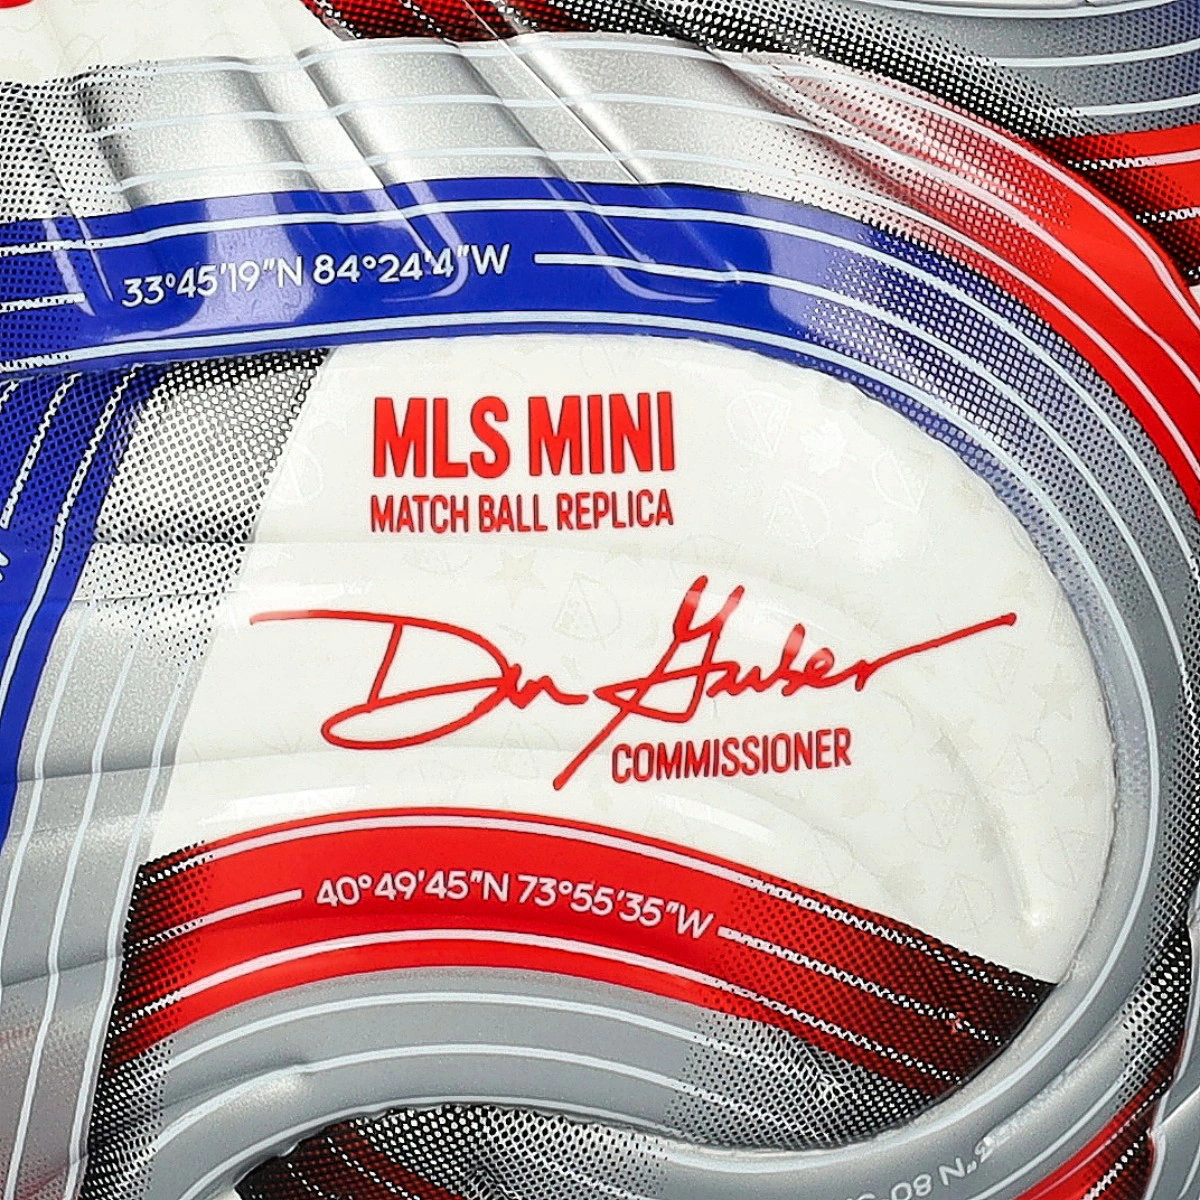 33°45'19"N 84°24'4"W
MLS MINI
MATCH BALL REPLICA
Don Garber
COMMISSIONER
40°49'45"N 73°55'35"W
08 N